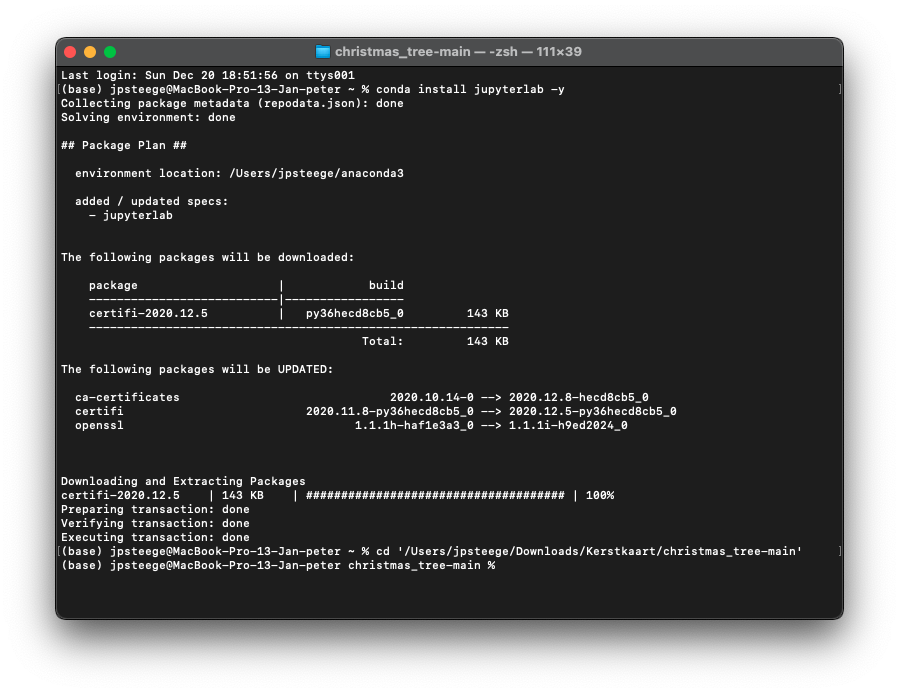 christmas_tree-main — -zsh — 111×39
Last login: Sun Dec 20 18:51:56 on ttys001
[(base) jpsteege@MacBook-Pro-13-Jan-peter ~ % conda install jupyterlab -y ]
Collecting package metadata (repodata.json): done
Solving environment: done
## Package Plan ##
environment location: /Users/jpsteege/anaconda3
added / updated specs:
- jupyterlab
The following packages will be downloaded:
package | build
---------------------------|-----------------
certifi-2020.12.5 | py36hecd8cb5_0 143 KB
------------------------------------------------------------
Total: 143 KB
The following packages will be UPDATED:
ca-certificates 2020.10.14-0 --> 2020.12.8-hecd8cb5_0
certifi 2020.11.8-py36hecd8cb5_0 --> 2020.12.5-py36hecd8cb5_0
openssl 1.1.1h-haf1e3a3_0 --> 1.1.1i-h9ed2024_0
Downloading and Extracting Packages
certifi-2020.12.5 | 143 KB | ##################################### | 100%
Preparing transaction: done
Verifying transaction: done
Executing transaction: done
[(base) jpsteege@MacBook-Pro-13-Jan-peter ~ % cd '/Users/jpsteege/Downloads/Kerstkaart/christmas_tree-main' ]
(base) jpsteege@MacBook-Pro-13-Jan-peter christmas_tree-main %